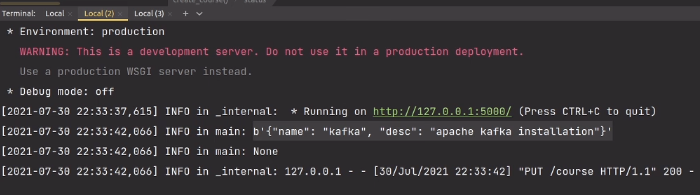 Terminal: Local × Local (2) × Local (3) × +
* Environment: production
WARNING: This is a development server. Do not use it in a production deployment.
Use a production WSGI server instead.
* Debug mode: off
[2021-07-30 22:33:37,615] INFO in _internal:  * Running on http://127.0.0.1:5000/ (Press CTRL+C to quit)
[2021-07-30 22:33:42,066] INFO in main: b'{"name": "kafka", "desc": "apache kafka installation"}'
[2021-07-30 22:33:42,066] INFO in main: None
[2021-07-30 22:33:42,066] INFO in _internal: 127.0.0.1 - - [30/Jul/2021 22:33:42] "PUT /course HTTP/1.1" 200 -